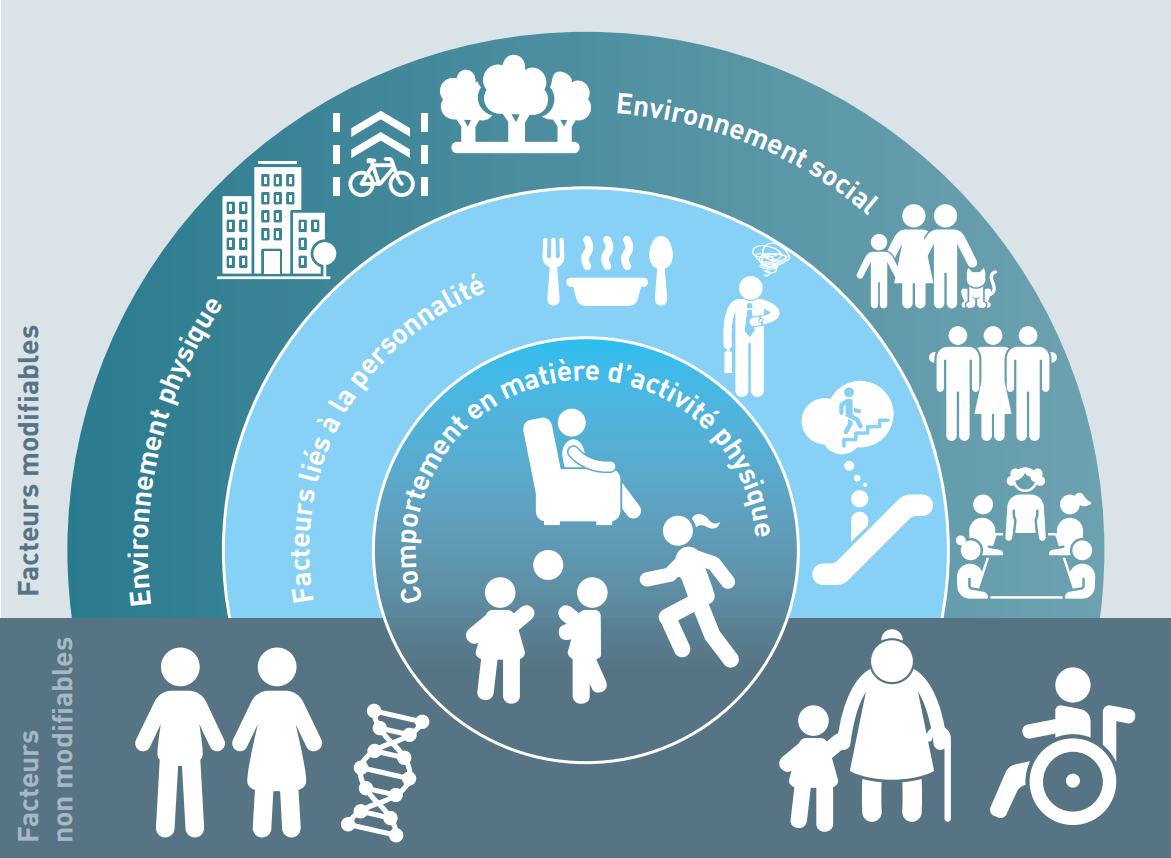 Environnement physique
Environnement social
Facteurs liés à la personnalité
Comportement en matière d’activité physique
Facteurs modifiables
Facteurs
non modifiables